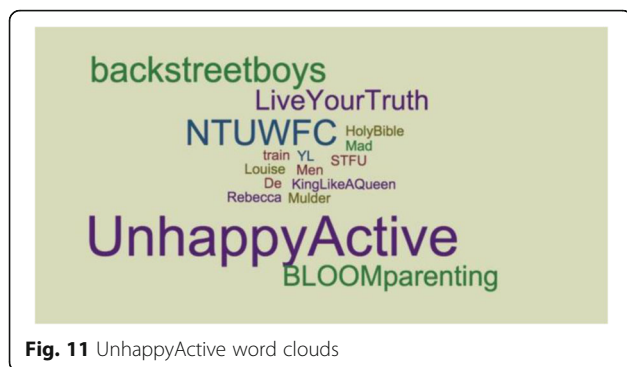 backstreetboys
LiveYourTruth
NTUWFC HolyBible
Mad
train YL STFU
Louise Men
De KingLikeAQueen
Rebecca Mulder
UnhappyActive
BLOOMparenting
Fig. 11 UnhappyActive word clouds